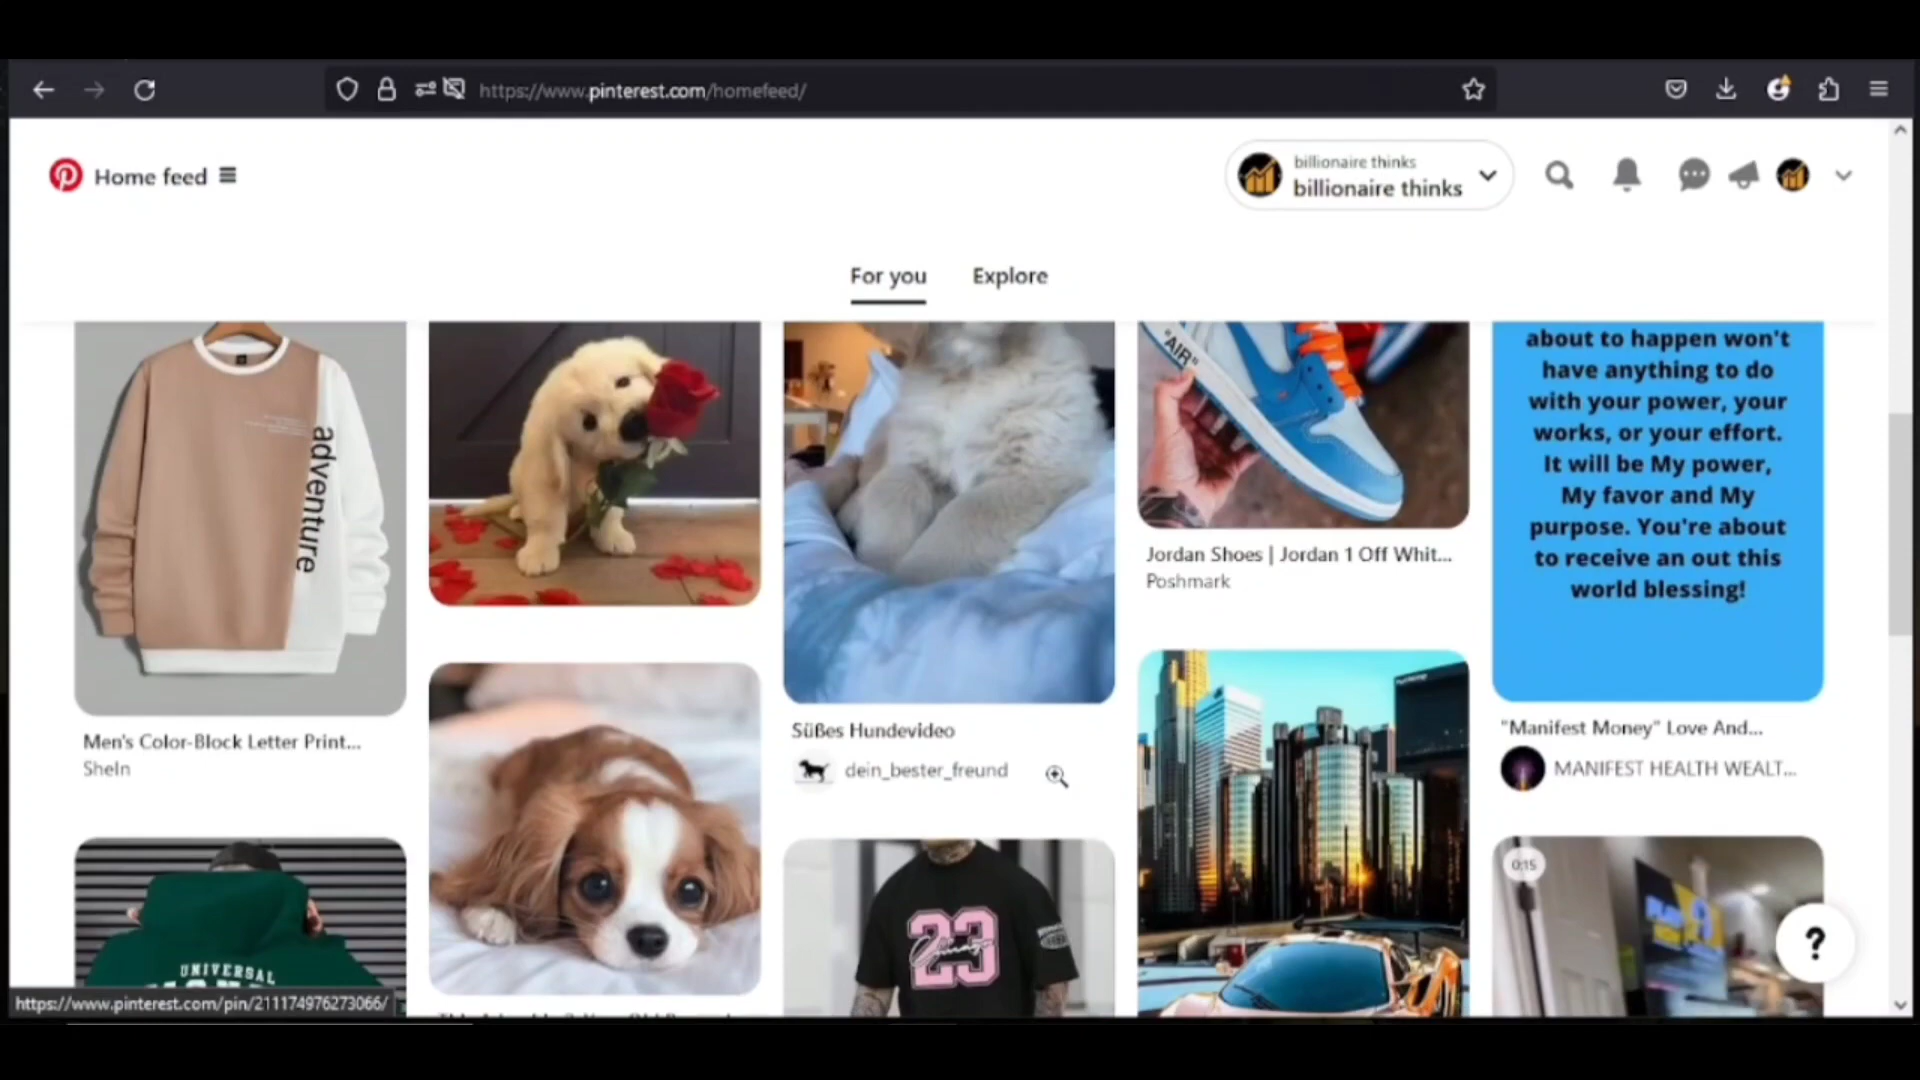 https://www.pinterest.com/homefeed/
Home feed
billionaire thinks
billionaire thinks
For you
Explore
adventure
"AIR"
about to happen won't
have anything to do
with your power, your
works, or your effort.
It will be My power,
My favor and My
purpose. You're about
to receive an out this
world blessing!
Jordan Shoes | Jordan 1 Off Whit...
Poshmark
Men's Color-Block Letter Print...
SheIn
Süßes Hundevideo
dein_bester_freund
"Manifest Money" Love And...
MANIFEST HEALTH WEALT...
0:15
23
UNIVERSAL
?
https://www.pinterest.com/pin/211174976273066/